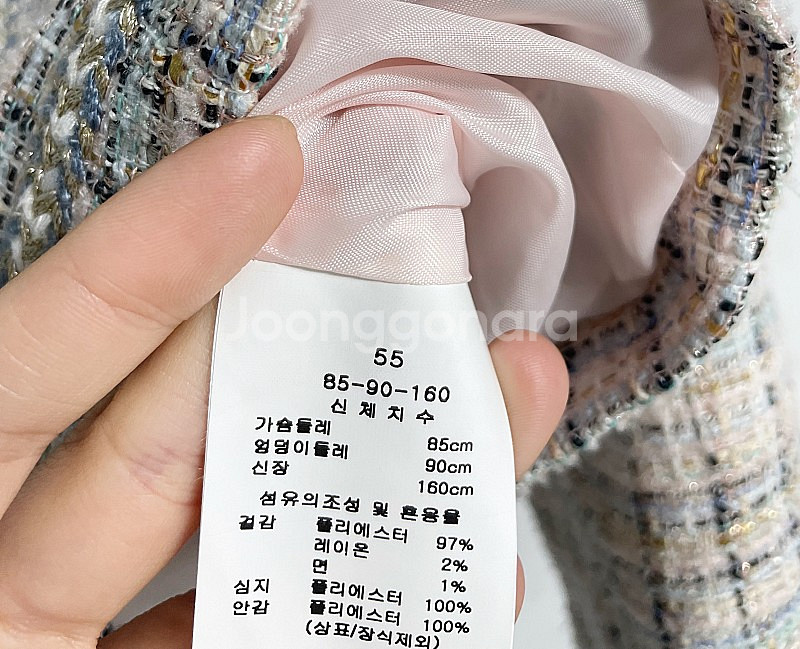 Joonggonara
55
85-90-160
신체치수
가슴둘레 85cm
엉덩이둘레 90cm
신장 160cm
섬유의조성 및 혼용율
겉감 폴리에스터 97%
레이온 2%
면 1%
심지 폴리에스터 100%
안감 폴리에스터 100%
(상표/장식제외)